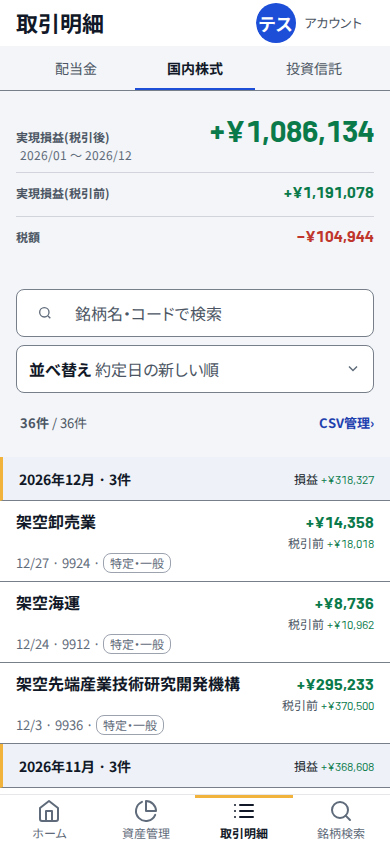 取引明細
テス アカウント
配当金 国内株式 投資信託
実現損益(税引後) +¥1,086,134
2026/01 〜 2026/12
実現損益(税引前) +¥1,191,078
税額 −¥104,944
銘柄名・コードで検索
並べ替え 約定日の新しい順
36件 / 36件 CSV管理›
2026年12月・3件 損益 +¥318,327
架空卸売業 +¥14,358
税引前 +¥18,018
12/27・9924・特定・一般
架空海運 +¥8,736
税引前 +¥10,962
12/24・9912・特定・一般
架空先端産業技術研究開発機構 +¥295,233
税引前 +¥370,500
12/3・9936・特定・一般
2026年11月・3件 損益 +¥368,608
ホーム 資産管理 取引明細 銘柄検索